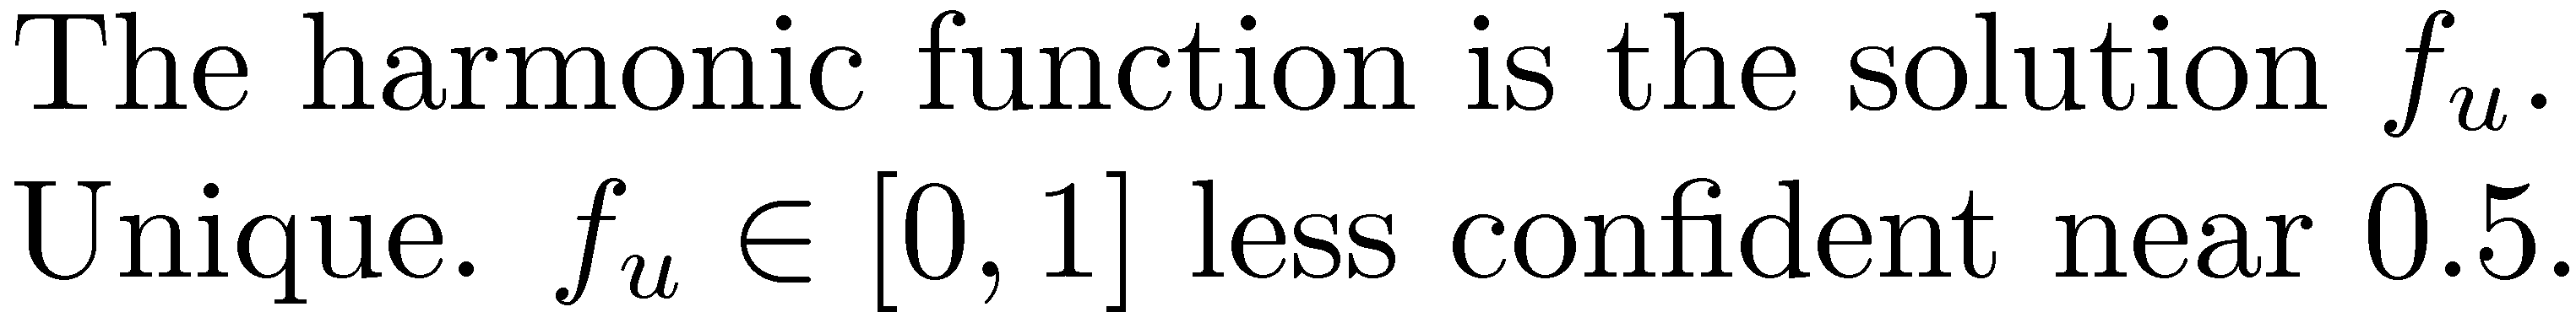 The harmonic function is the solution $f_u$.
Unique. $f_u \in [0, 1]$ less confident near 0.5.